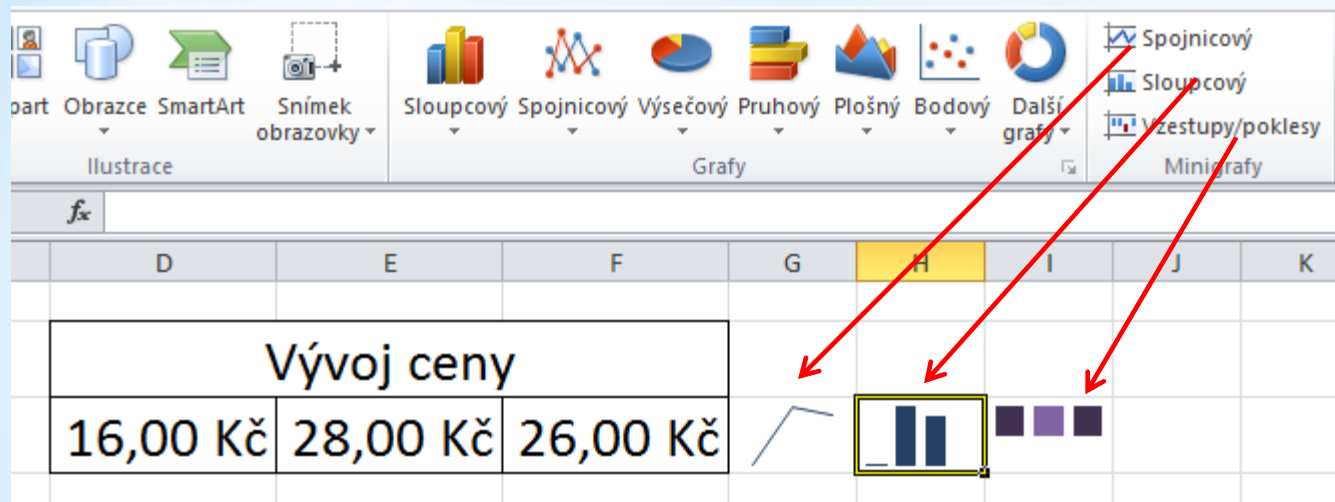 part Obrazce SmartArt Snímek obrazovky
Sloupcový Spojnicový Výsečový Pruhový Plošný Bodový Další grafy
Spojnicový
Sloupcový
Vzestupy/poklesy
Ilustrace Grafy Minigrafy
fx
D E F G H I J K
Vývoj ceny
16,00 Kč 28,00 Kč 26,00 Kč